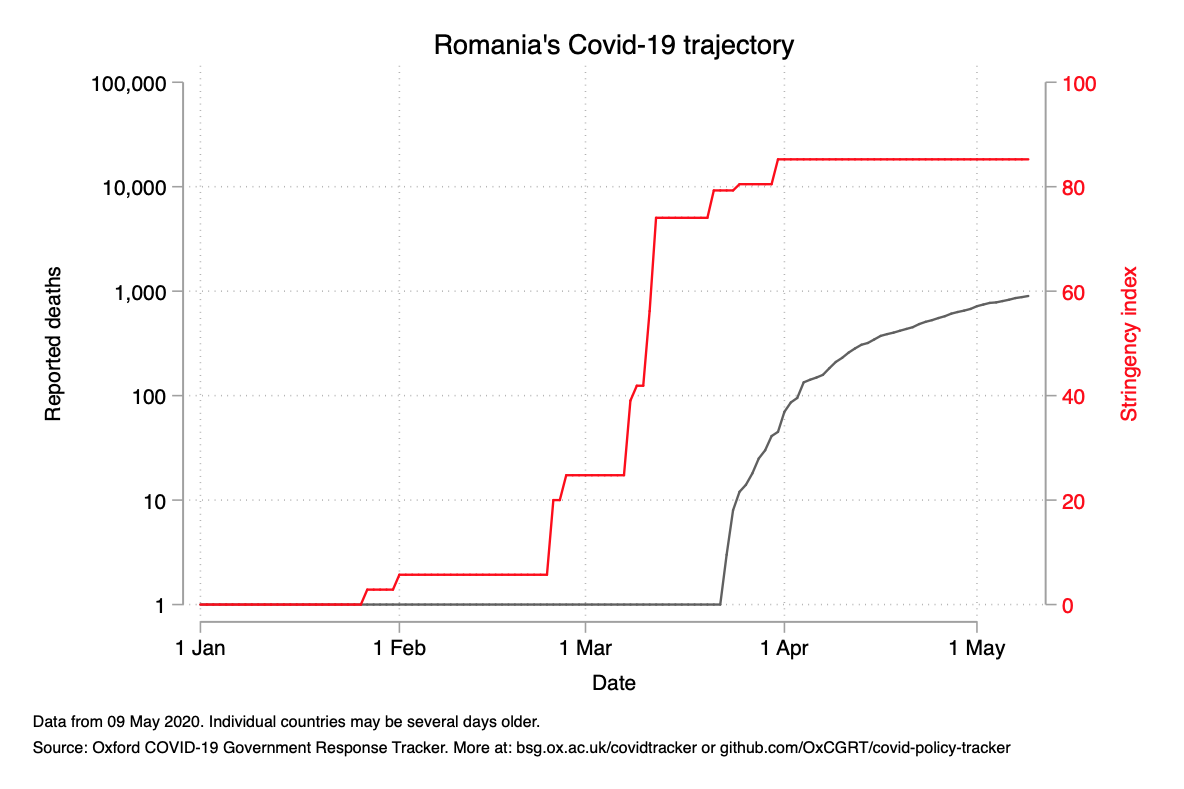 Romania's Covid-19 trajectory
100,000
10,000
1,000
100
10
1
Reported deaths
100
80
60
40
20
0
Stringency index
1 Jan
1 Feb
1 Mar
1 Apr
1 May
Date
Data from 09 May 2020. Individual countries may be several days older.
Source: Oxford COVID-19 Government Response Tracker. More at: bsg.ox.ac.uk/covidtracker or github.com/OxCGRT/covid-policy-tracker